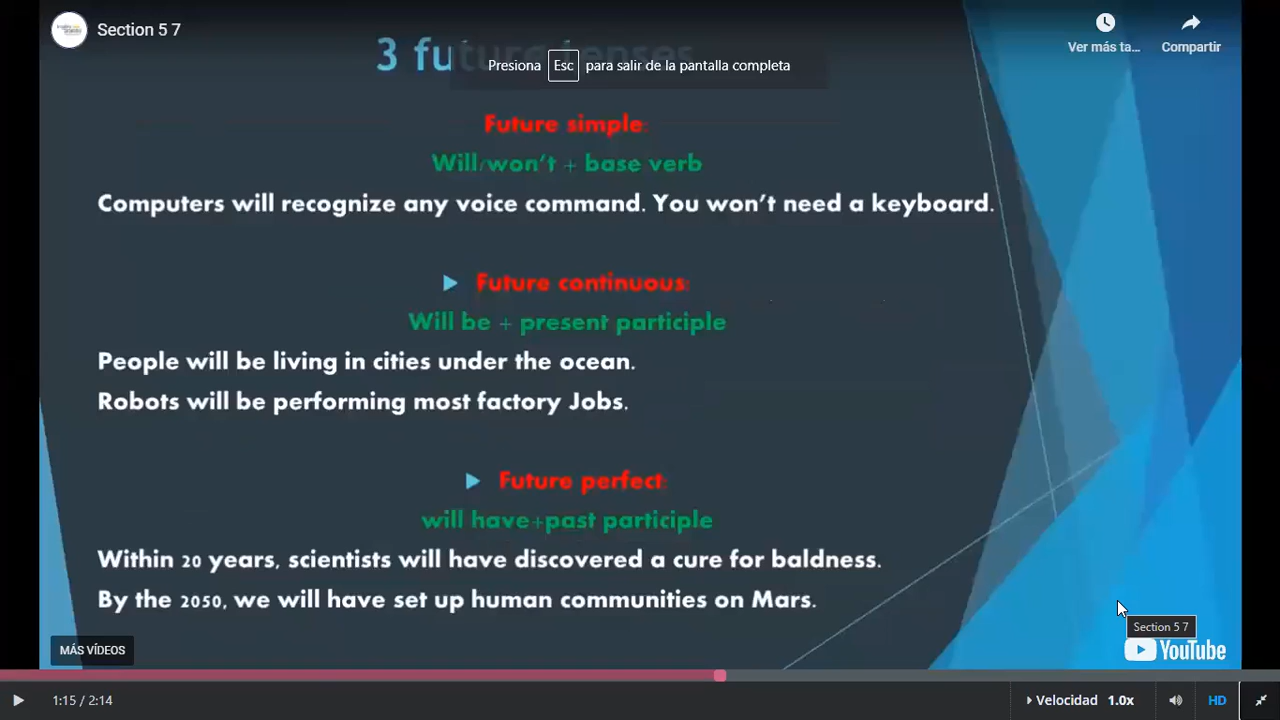 Section 5 7
Ver más ta...
Compartir
3 future tenses
Presiona Esc para salir de la pantalla completa
Future simple:
Will/won't + base verb
Computers will recognize any voice command. You won't need a keyboard.
Future continuous:
Will be + present participle
People will be living in cities under the ocean.
Robots will be performing most factory Jobs.
Future perfect:
will have+past participle
Within 20 years, scientists will have discovered a cure for baldness.
By the 2050, we will have set up human communities on Mars.
Section 5 7
MÁS VÍDEOS
YouTube
1:15 / 2:14
Velocidad 1.0x
HD